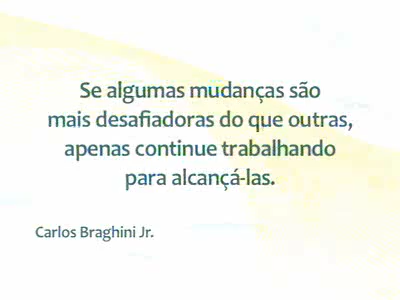 Se algumas mudanças são
mais desafiadoras do que outras,
apenas continue trabalhando
para alcançá-las.
Carlos Braghini Jr.